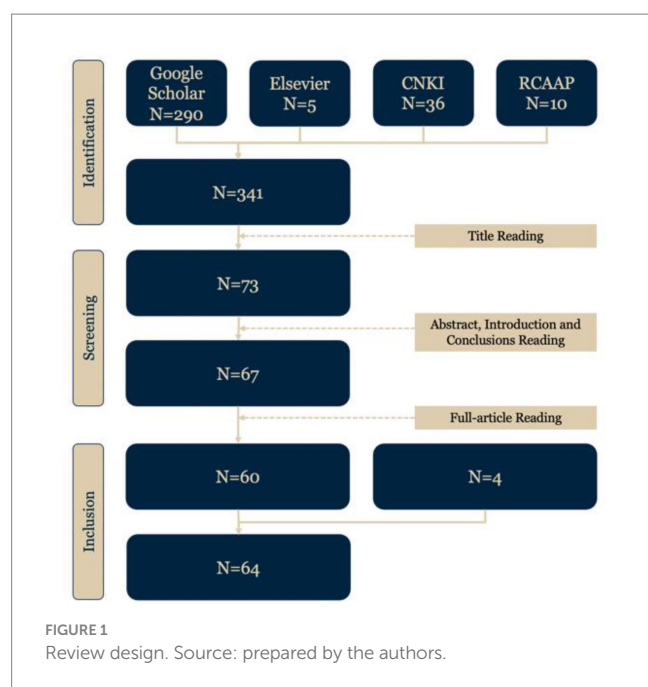 Identification
Google
Scholar
N=290
Elsevier
N=5
CNKI
N=36
RCAAP
N=10
N=341
Title Reading
Screening
N=73
Abstract, Introduction and
Conclusions Reading
N=67
Full-article Reading
Inclusion
N=60
N=4
N=64
FIGURE 1
Review design. Source: prepared by the authors.